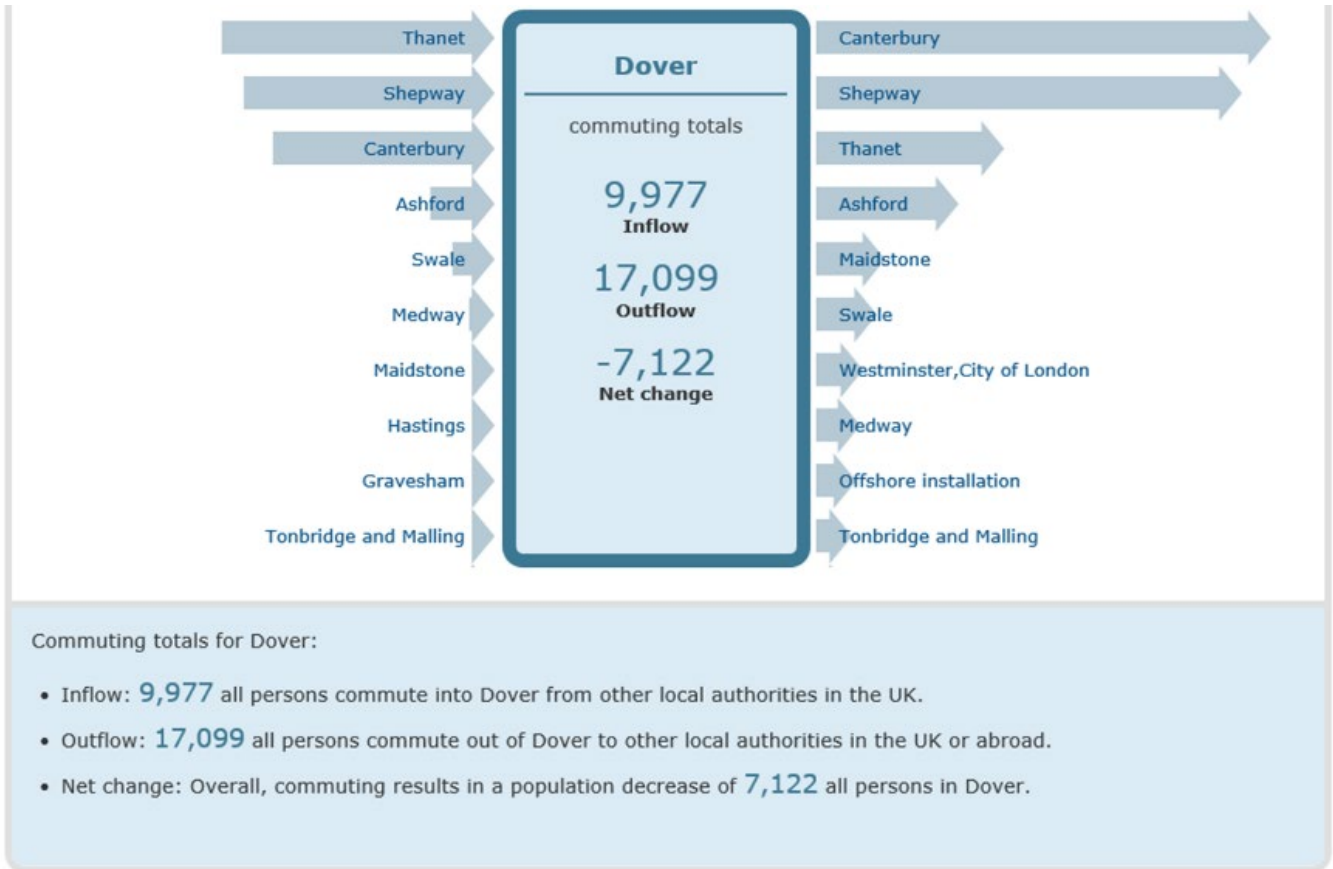 Thanet
Shepway
Canterbury
Ashford
Swale
Medway
Maidstone
Hastings
Gravesham
Tonbridge and Malling
Dover
commuting totals
9,977
Inflow
17,099
Outflow
-7,122
Net change
Canterbury
Shepway
Thanet
Ashford
Maidstone
Swale
Westminster,City of London
Medway
Offshore installation
Tonbridge and Malling
Commuting totals for Dover:
• Inflow: 9,977 all persons commute into Dover from other local authorities in the UK.
• Outflow: 17,099 all persons commute out of Dover to other local authorities in the UK or abroad.
• Net change: Overall, commuting results in a population decrease of 7,122 all persons in Dover.